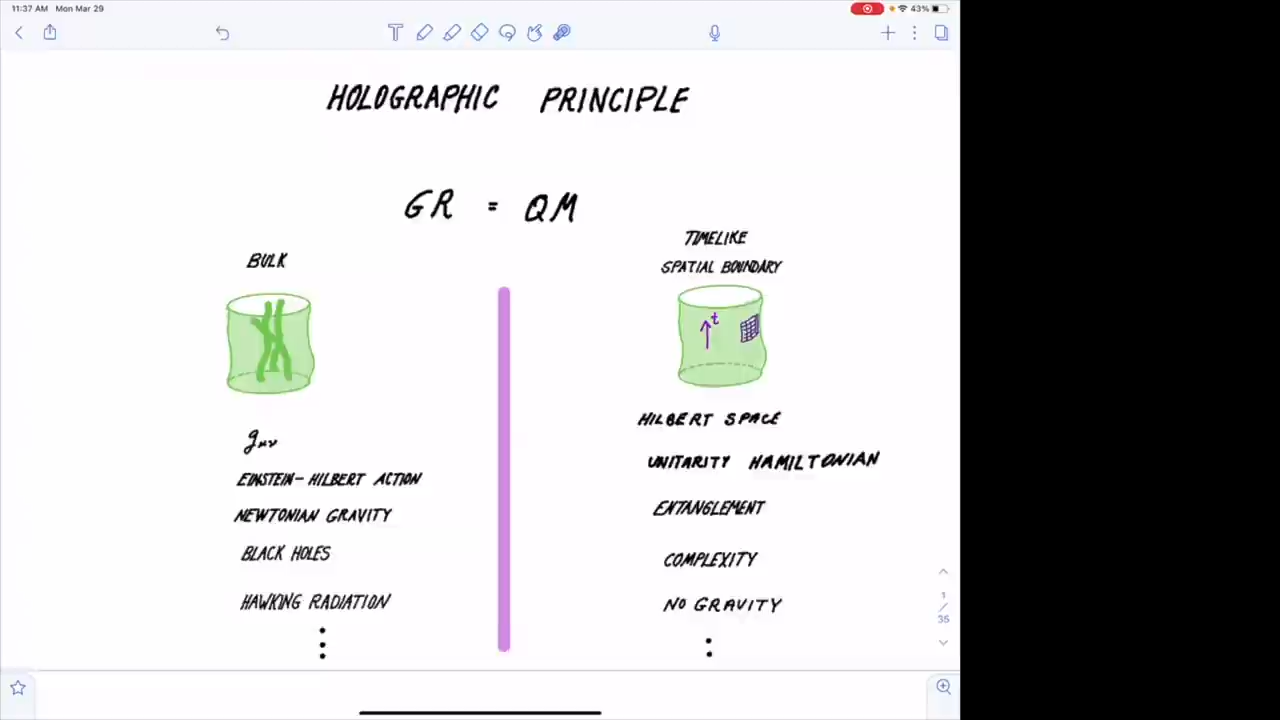 11:37 AM Mon Mar 29
43%
HOLOGRAPHIC PRINCIPLE
GR = QM
BULK
gμν
EINSTEIN-HILBERT ACTION
NEWTONIAN GRAVITY
BLACK HOLES
HAWKING RADIATION
TIMELIKE
SPATIAL BOUNDARY
t
HILBERT SPACE
UNITARITY HAMILTONIAN
ENTANGLEMENT
COMPLEXITY
NO GRAVITY
1
/
35